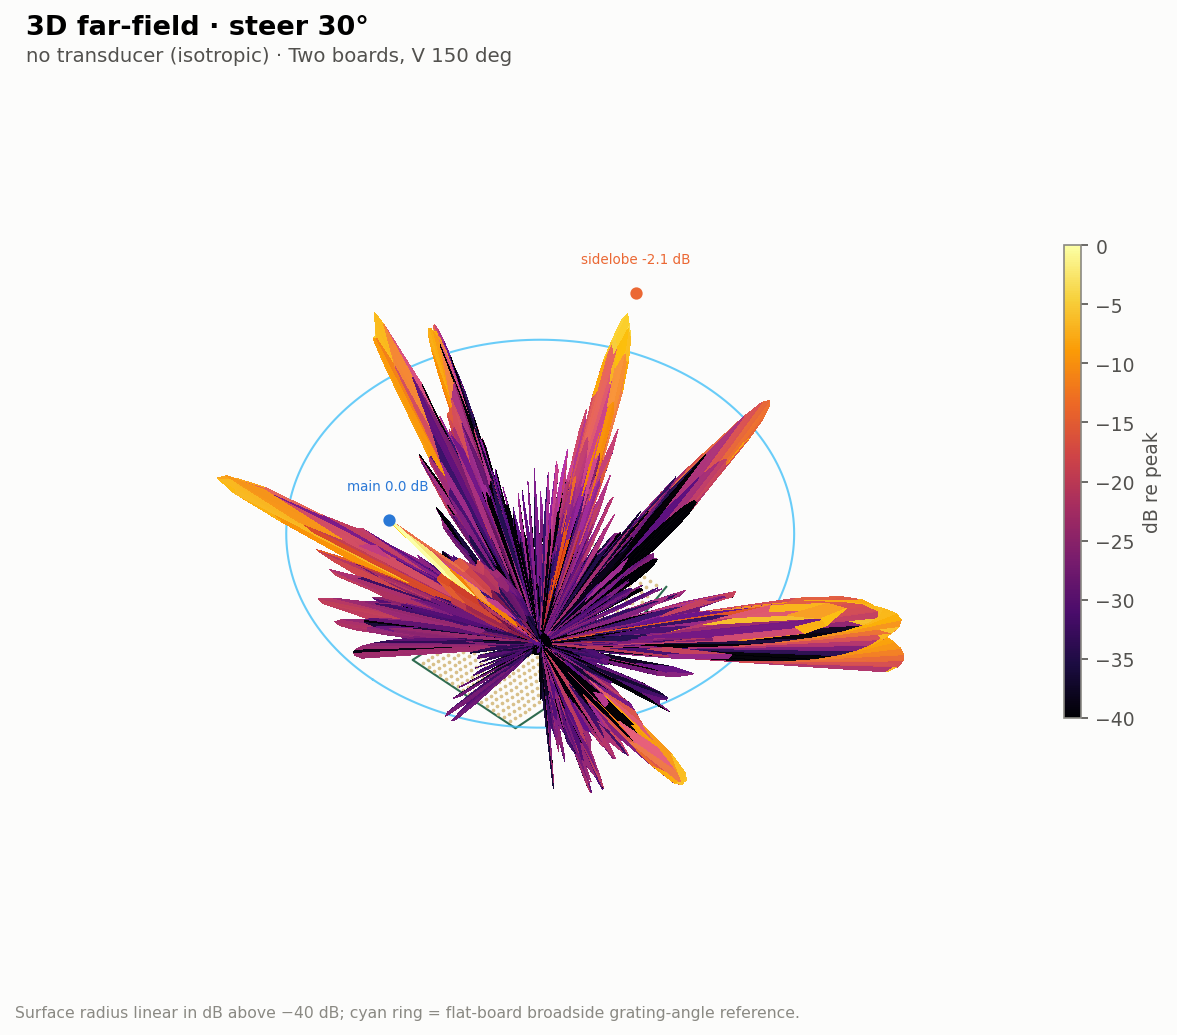 3D far-field · steer 30°
no transducer (isotropic) · Two boards, V 150 deg
sidelobe -2.1 dB
main 0.0 dB
0
−5
−10
−15
−20
−25
−30
−35
−40
dB re peak
Surface radius linear in dB above −40 dB; cyan ring = flat-board broadside grating-angle reference.